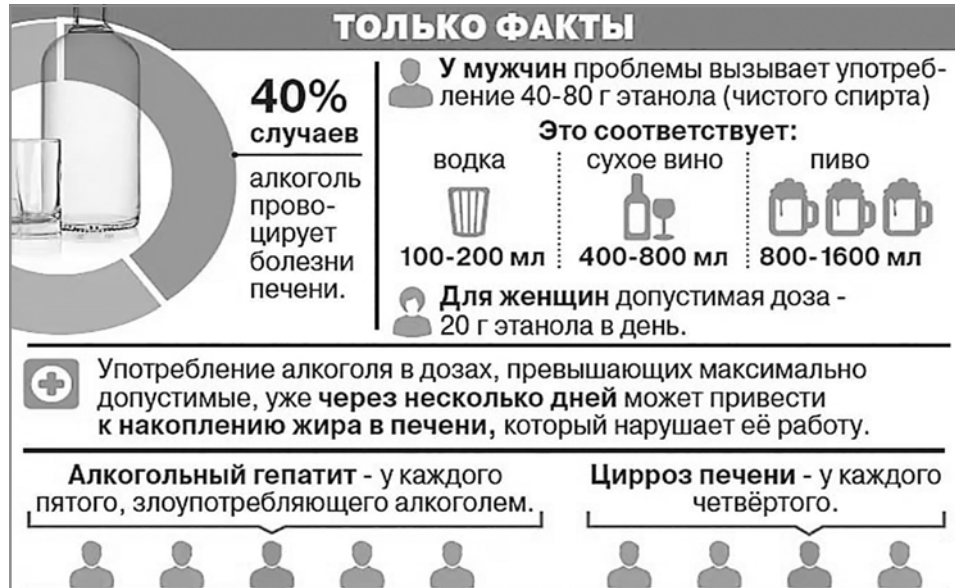 ТОЛЬКО ФАКТЫ
40%
случаев
алкоголь
прово-
цирует
болезни
печени.
У мужчин проблемы вызывает употреб-
ление 40-80 г этанола (чистого спирта)
Это соответствует:
водка
100-200 мл
сухое вино
400-800 мл
пиво
800-1600 мл
Для женщин допустимая доза -
20 г этанола в день.
Употребление алкоголя в дозах, превышающих максимально
допустимые, уже через несколько дней может привести
к накоплению жира в печени, который нарушает её работу.
Алкогольный гепатит - у каждого
пятого, злоупотребляющего алкоголем.
Цирроз печени - у каждого
четвёртого.